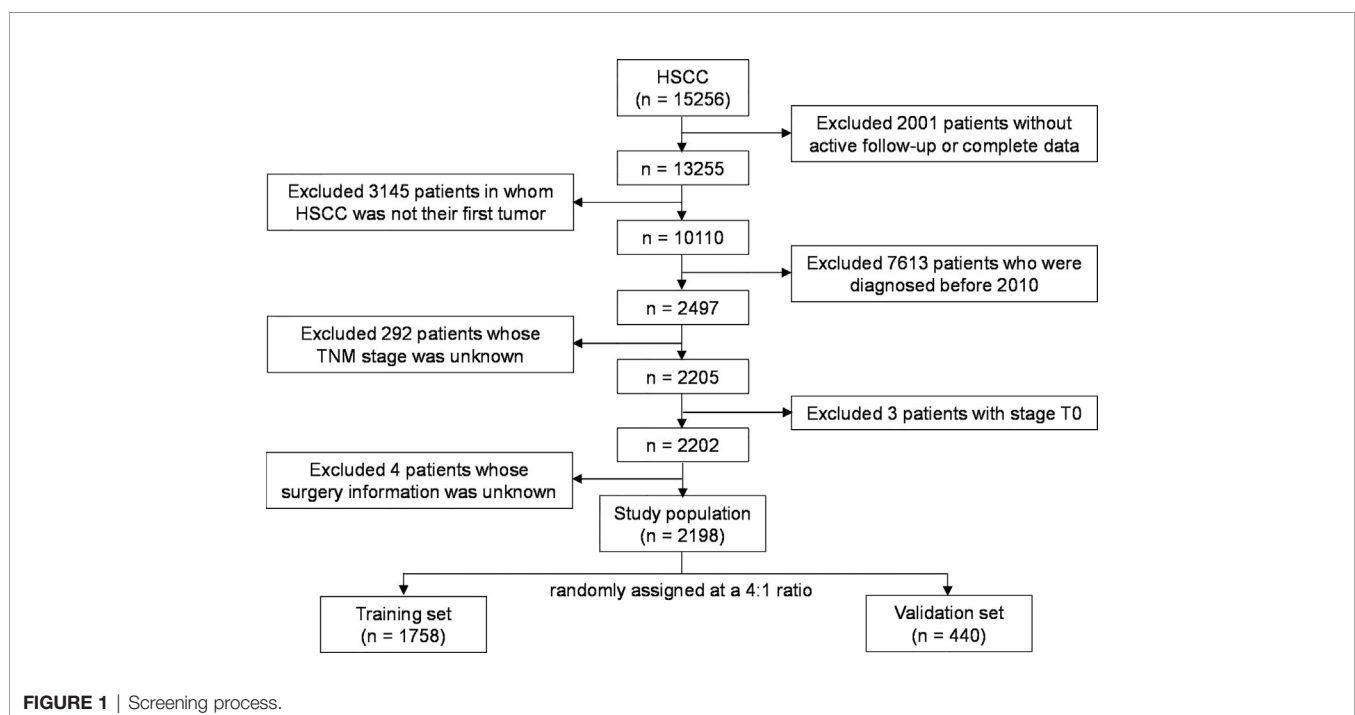 HSCC
(n = 15256)
Excluded 2001 patients without
active follow-up or complete data
n = 13255
Excluded 3145 patients in whom
HSCC was not their first tumor
n = 10110
Excluded 7613 patients who were
diagnosed before 2010
n = 2497
Excluded 292 patients whose
TNM stage was unknown
n = 2205
Excluded 3 patients with stage T0
n = 2202
Excluded 4 patients whose
surgery information was unknown
Study population
(n = 2198)
randomly assigned at a 4:1 ratio
Training set
(n = 1758)
Validation set
(n = 440)
FIGURE 1 | Screening process.